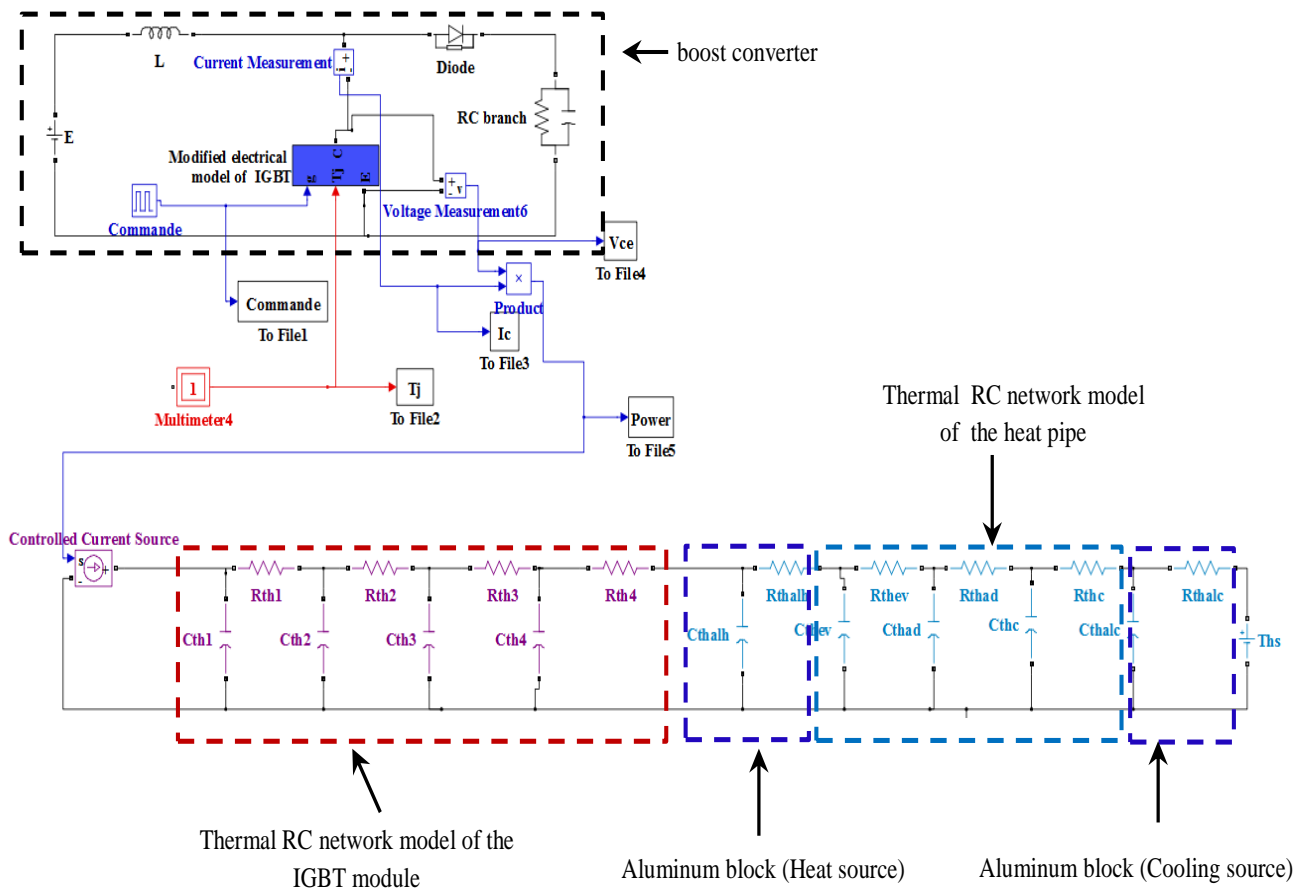 boost converter
L
Current Measurement
i
+
-
Diode
RC branch
+
E
Modified electrical
model of IGBT
g
Tj
C
E
+
-
v
Commande
Voltage Measurement6
Vce
To File4
×
Product
Commande
To File1
Ic
To File3
1
Multimeter4
Tj
To File2
Power
To File5
Thermal RC network model
of the heat pipe
Controlled Current Source
s
+
-
Rth1
Rth2
Rth3
Rth4
Rthalh
Rthev
Rthad
Rthc
Rthalc
Cth1
Cth2
Cth3
Cth4
Cthalh
Cthev
Cthad
Cthc
Cthalc
+
Ths
Thermal RC network model of the
IGBT module
Aluminum block (Heat source)
Aluminum block (Cooling source)